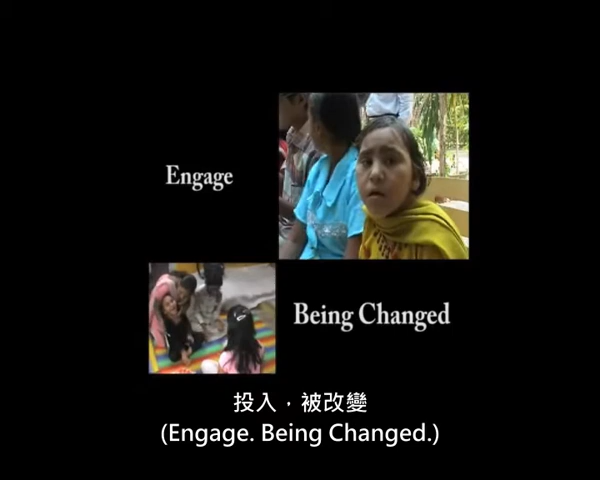 Engage
Being Changed
投入，被改變
(Engage. Being Changed.)